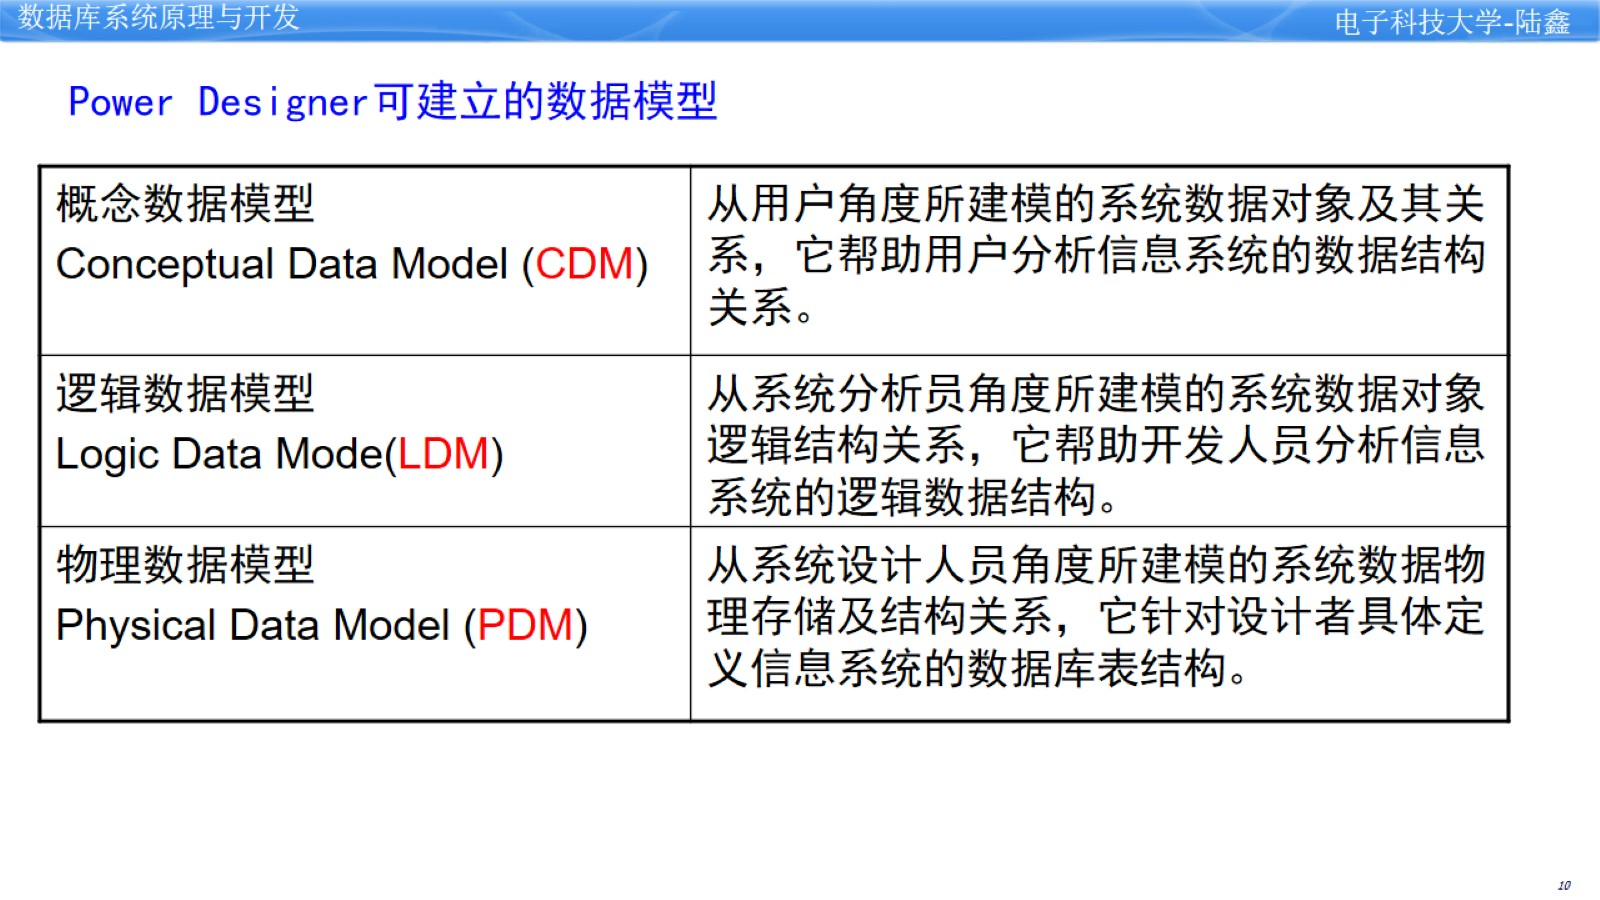 数据库系统原理与开发
电子科技大学-陆鑫
Power Designer可建立的数据模型
概念数据模型
Conceptual Data Model (CDM)
从用户角度所建模的系统数据对象及其关
系，它帮助用户分析信息系统的数据结构
关系。
逻辑数据模型
Logic Data Mode(LDM)
从系统分析员角度所建模的系统数据对象
逻辑结构关系，它帮助开发人员分析信息
系统的逻辑数据结构。
物理数据模型
Physical Data Model (PDM)
从系统设计人员角度所建模的系统数据物
理存储及结构关系，它针对设计者具体定
义信息系统的数据库表结构。
10